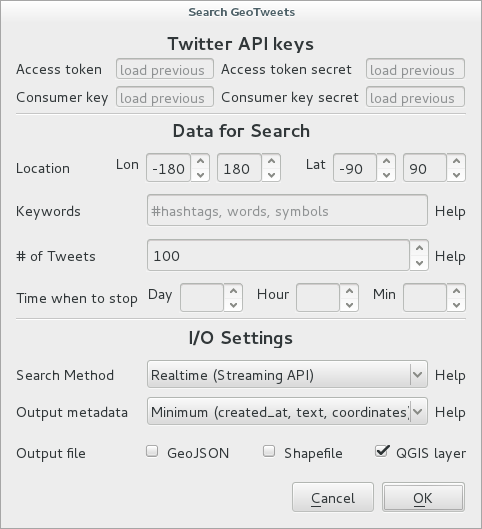 Search GeoTweets
Twitter API keys
Access token load previous Access token secret load previous
Consumer key load previous Consumer key secret load previous
Data for Search
Location Lon -180 180 Lat -90 90
Keywords #hashtags, words, symbols Help
# of Tweets 100 Help
Time when to stop Day Hour Min
I/O Settings
Search Method Realtime (Streaming API) Help
Output metadata Minimum (created_at, text, coordinates) Help
Output file GeoJSON Shapefile QGIS layer
Cancel OK